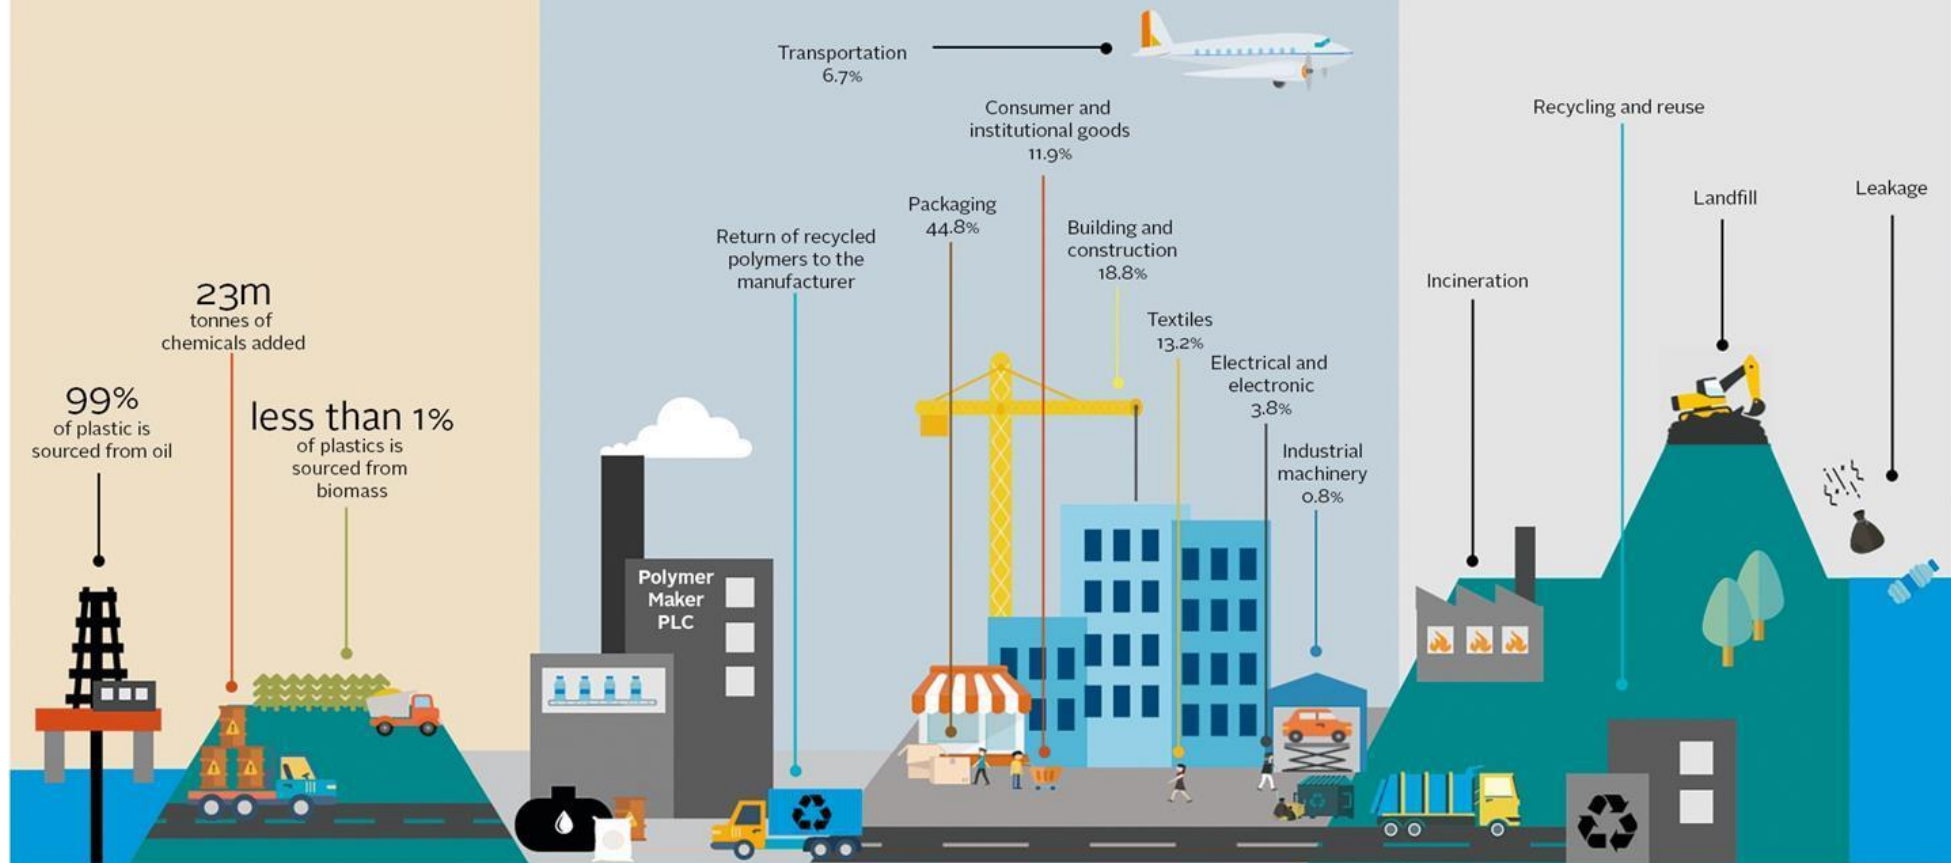 99%
of plastic is
sourced from oil
23m
tonnes of
chemicals added
less than 1%
of plastics is
sourced from
biomass
Polymer
Maker
PLC
Return of recycled
polymers to the
manufacturer
Transportation
6.7%
Consumer and
institutional goods
11.9%
Packaging
44.8%
Building and
construction
18.8%
Textiles
13.2%
Electrical and
electronic
3.8%
Industrial
machinery
0.8%
Incineration
Recycling and reuse
Landfill
Leakage